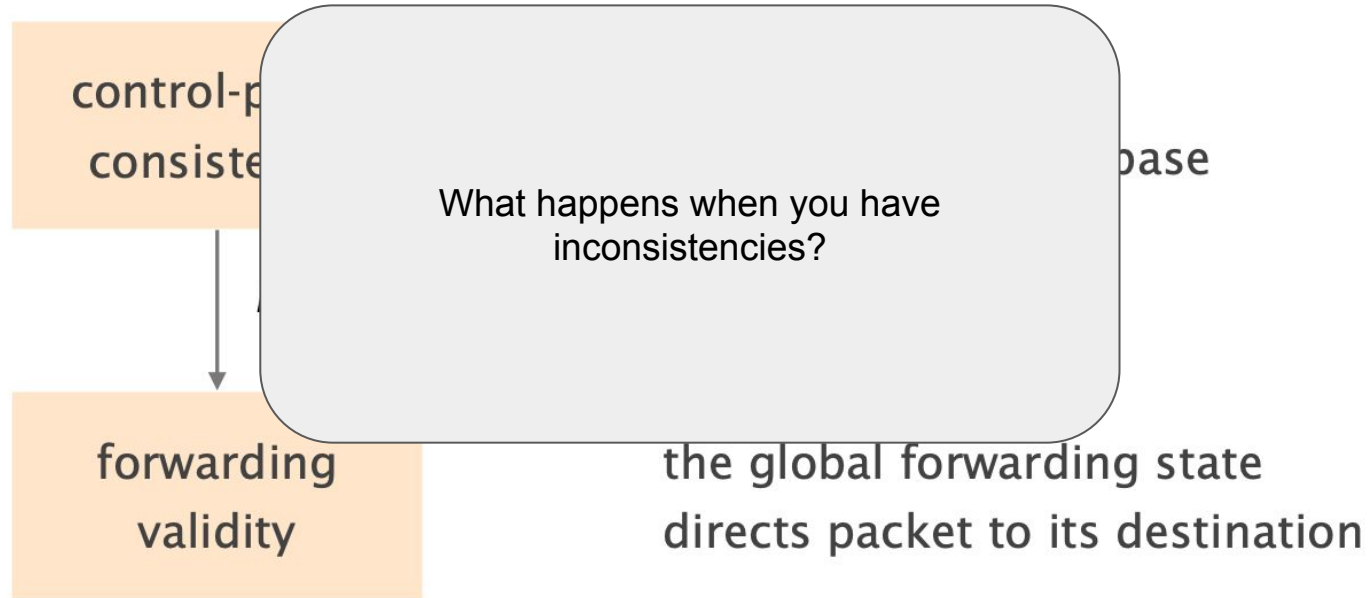 control-p
consiste
base
What happens when you have
inconsistencies?
forwarding
validity
the global forwarding state
directs packet to its destination